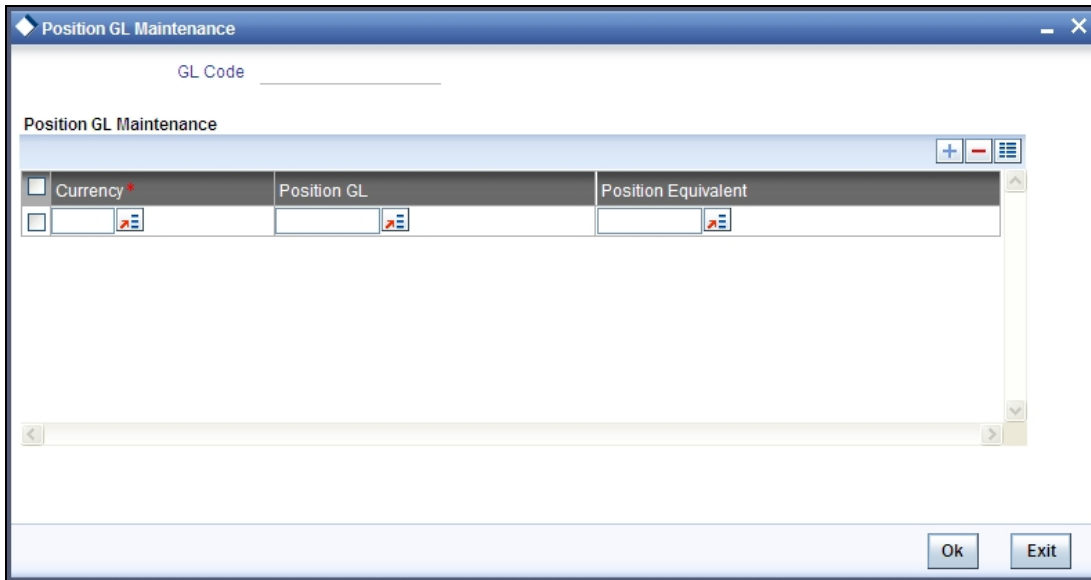 Position GL Maintenance
GL Code
Position GL Maintenance
Currency* Position GL Position Equivalent
Ok Exit